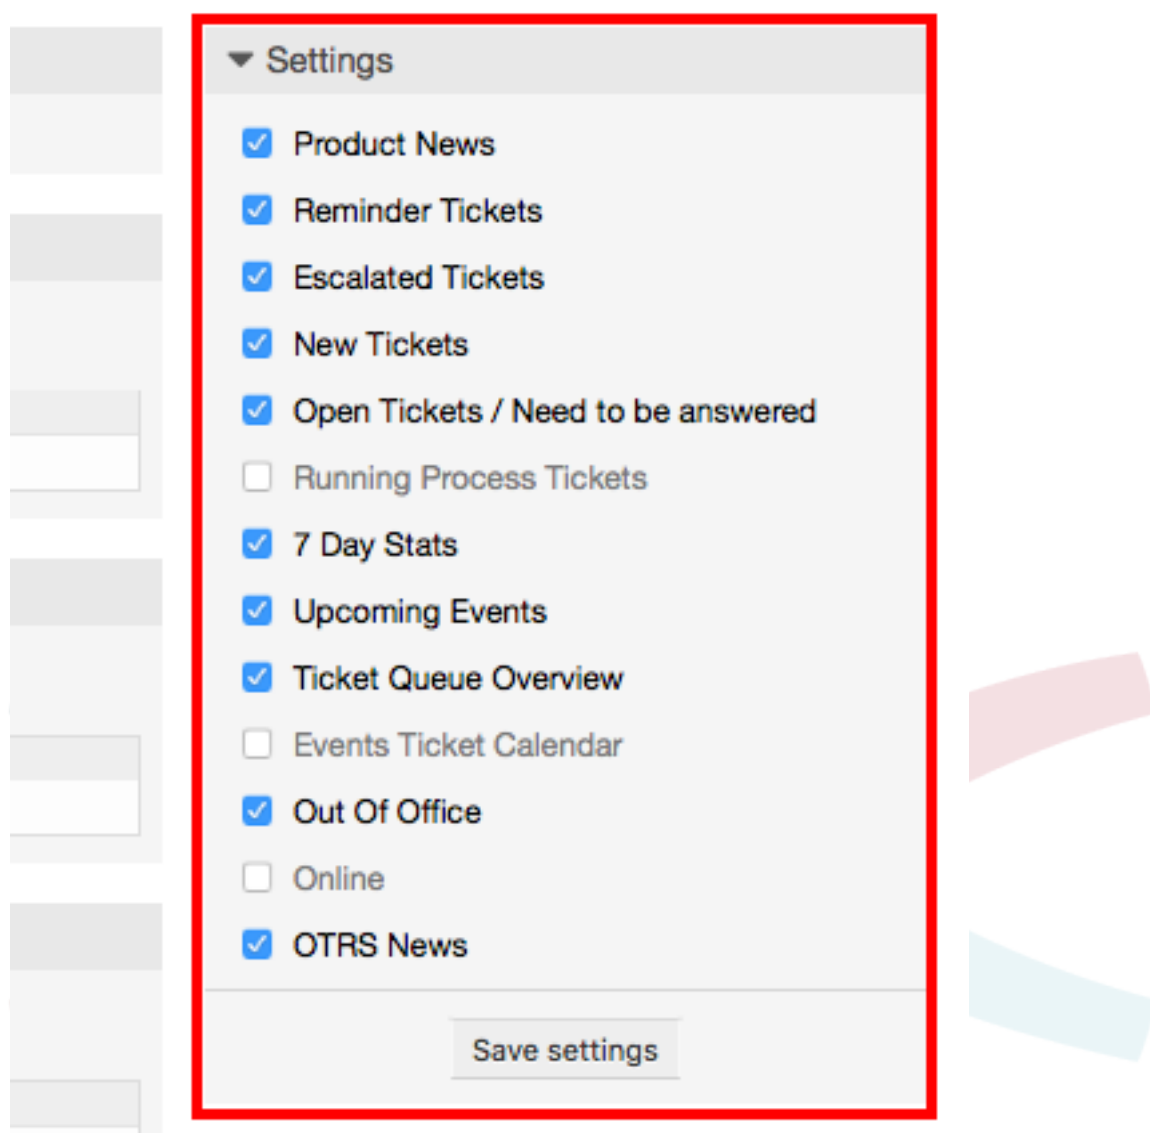 Settings
Product News
Reminder Tickets
Escalated Tickets
New Tickets
Open Tickets / Need to be answered
Running Process Tickets
7 Day Stats
Upcoming Events
Ticket Queue Overview
Events Ticket Calendar
Out Of Office
Online
OTRS News
Save settings